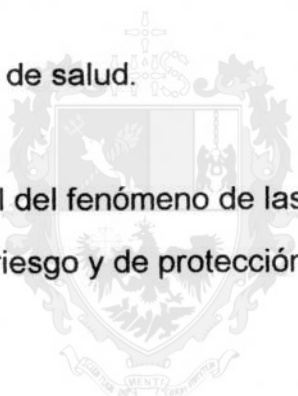 de salud.
l del fenómeno de las
riesgo y de protección